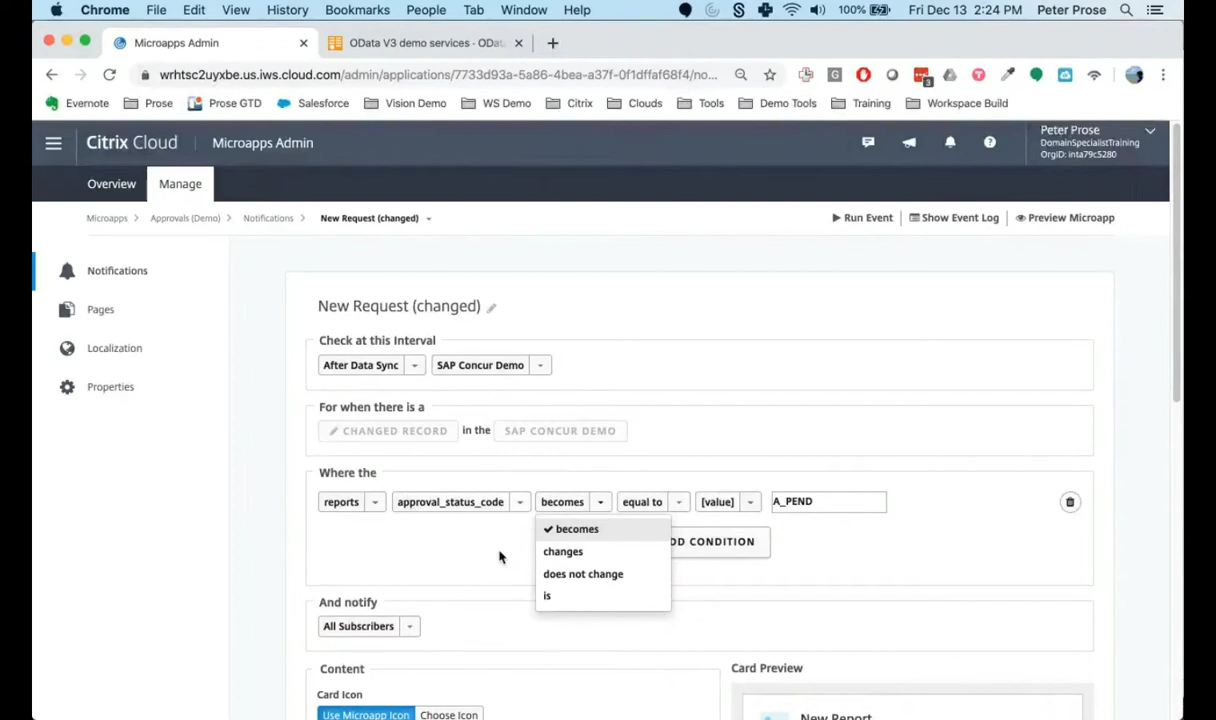 Chrome File Edit View History Bookmarks People Tab Window Help 100% Fri Dec 13 2:24 PM Peter Prose
Microapps Admin OData V3 demo services - OData
wrhtsc2uyxbe.us.iws.cloud.com/admin/applications/7733d93a-5a86-4bea-a37f-0f1dffaf68f4/no...
3
Evernote Prose Prose GTD Salesforce Vision Demo WS Demo Citrix Clouds Tools Demo Tools Training Workspace Build
Citrix Cloud Microapps Admin
Peter Prose
DomainSpecialistTraining
OrgID: inta79c5280
Overview Manage
Microapps Approvals (Demo) Notifications New Request (changed) Run Event Show Event Log Preview Microapp
Notifications
Pages
Localization
Properties
New Request (changed)
Check at this Interval
After Data Sync SAP Concur Demo
For when there is a
CHANGED RECORD in the SAP CONCUR DEMO
Where the
reports approval_status_code becomes equal to [value] A_PEND
becomes
changes
does not change
is
DD CONDITION
And notify
All Subscribers
Content
Card Icon
Use Microapp Icon Choose Icon
Card Preview
New Report